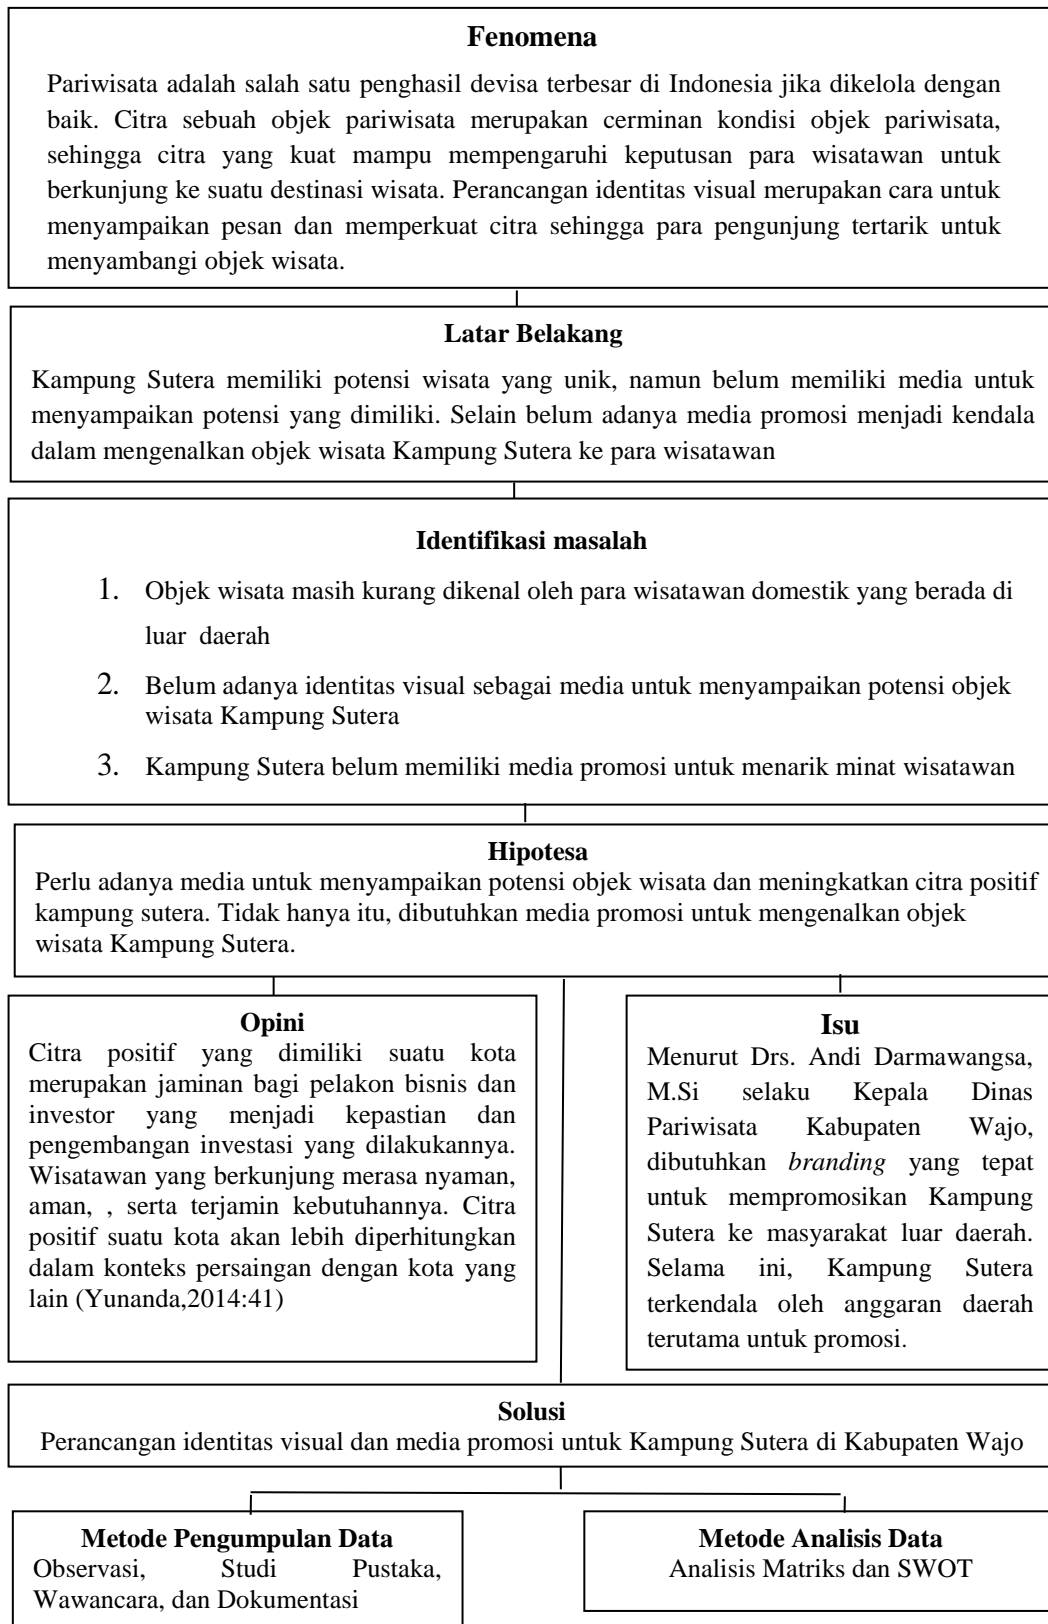 Fenomena
Pariwisata adalah salah satu penghasil devisa terbesar di Indonesia jika dikelola dengan
baik. Citra sebuah objek pariwisata merupakan cerminan kondisi objek pariwisata,
sehingga citra yang kuat mampu mempengaruhi keputusan para wisatawan untuk
berkunjung ke suatu destinasi wisata. Perancangan identitas visual merupakan cara untuk
menyampaikan pesan dan memperkuat citra sehingga para pengunjung tertarik untuk
menyambangi objek wisata.
Latar Belakang
Kampung Sutera memiliki potensi wisata yang unik, namun belum memiliki media untuk
menyampaikan potensi yang dimiliki. Selain belum adanya media promosi menjadi kendala
dalam mengenalkan objek wisata Kampung Sutera ke para wisatawan
Identifikasi masalah
1. Objek wisata masih kurang dikenal oleh para wisatawan domestik yang berada di
luar daerah
2. Belum adanya identitas visual sebagai media untuk menyampaikan potensi objek
wisata Kampung Sutera
3. Kampung Sutera belum memiliki media promosi untuk menarik minat wisatawan
Hipotesa
Perlu adanya media untuk menyampaikan potensi objek wisata dan meningkatkan citra positif
kampung sutera. Tidak hanya itu, dibutuhkan media promosi untuk mengenalkan objek
wisata Kampung Sutera.
Opini
Citra positif yang dimiliki suatu kota
merupakan jaminan bagi pelakon bisnis dan
investor yang menjadi kepastian dan
pengembangan investasi yang dilakukannya.
Wisatawan yang berkunjung merasa nyaman,
aman, , serta terjamin kebutuhannya. Citra
positif suatu kota akan lebih diperhitungkan
dalam konteks persaingan dengan kota yang
lain (Yunanda,2014:41)
Isu
Menurut Drs. Andi Darmawangsa,
M.Si selaku Kepala Dinas
Pariwisata Kabupaten Wajo,
dibutuhkan branding yang tepat
untuk mempromosikan Kampung
Sutera ke masyarakat luar daerah.
Selama ini, Kampung Sutera
terkendala oleh anggaran daerah
terutama untuk promosi.
Solusi
Perancangan identitas visual dan media promosi untuk Kampung Sutera di Kabupaten Wajo
Metode Pengumpulan Data
Observasi, Studi Pustaka,
Wawancara, dan Dokumentasi
Metode Analisis Data
Analisis Matriks dan SWOT